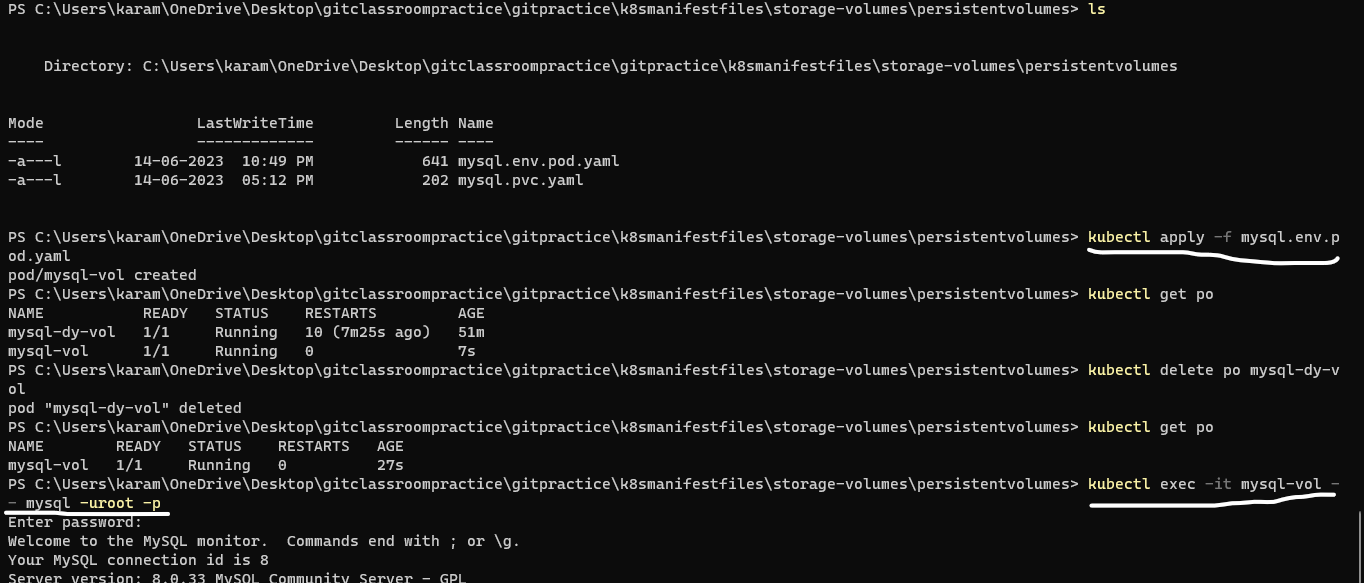 PS C:\Users\karam\OneDrive\Desktop\gitclassroompractice\gitpractice\k8smanifestfiles\storage-volumes\persistentvolumes> ls
Directory: C:\Users\karam\OneDrive\Desktop\gitclassroompractice\gitpractice\k8smanifestfiles\storage-volumes\persistentvolumes
Mode LastWriteTime Length Name
---- ------------- ------ ----
-a---l 14-06-2023 10:49 PM 641 mysql.env.pod.yaml
-a---l 14-06-2023 05:12 PM 202 mysql.pvc.yaml
PS C:\Users\karam\OneDrive\Desktop\gitclassroompractice\gitpractice\k8smanifestfiles\storage-volumes\persistentvolumes> kubectl apply -f mysql.env.p
od.yaml
pod/mysql-vol created
PS C:\Users\karam\OneDrive\Desktop\gitclassroompractice\gitpractice\k8smanifestfiles\storage-volumes\persistentvolumes> kubectl get po
NAME READY STATUS RESTARTS AGE
mysql-dy-vol 1/1 Running 10 (7m25s ago) 51m
mysql-vol 1/1 Running 0 7s
PS C:\Users\karam\OneDrive\Desktop\gitclassroompractice\gitpractice\k8smanifestfiles\storage-volumes\persistentvolumes> kubectl delete po mysql-dy-v
ol
pod "mysql-dy-vol" deleted
PS C:\Users\karam\OneDrive\Desktop\gitclassroompractice\gitpractice\k8smanifestfiles\storage-volumes\persistentvolumes> kubectl get po
NAME READY STATUS RESTARTS AGE
mysql-vol 1/1 Running 0 27s
PS C:\Users\karam\OneDrive\Desktop\gitclassroompractice\gitpractice\k8smanifestfiles\storage-volumes\persistentvolumes> kubectl exec -it mysql-vol -
- mysql -uroot -p
Enter password:
Welcome to the MySQL monitor.  Commands end with ; or \g.
Your MySQL connection id is 8
Server version: 8.0.33 MySQL Community Server - GPL